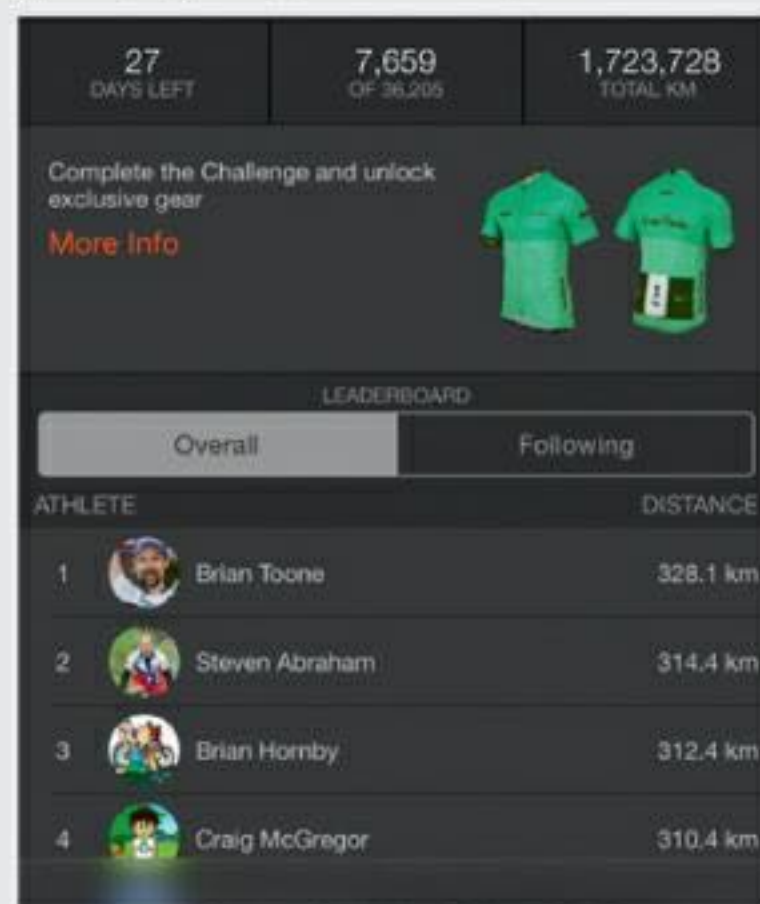 27
DAYS LEFT
7,659
OF 36,205
1,723,728
TOTAL KM
Complete the Challenge and unlock
exclusive gear
More Info
LEADERBOARD
Overall
Following
ATHLETE
DISTANCE
1 Brian Toone 328.1 km
2 Steven Abraham 314.4 km
3 Brian Hornby 312.4 km
4 Craig McGregor 310.4 km